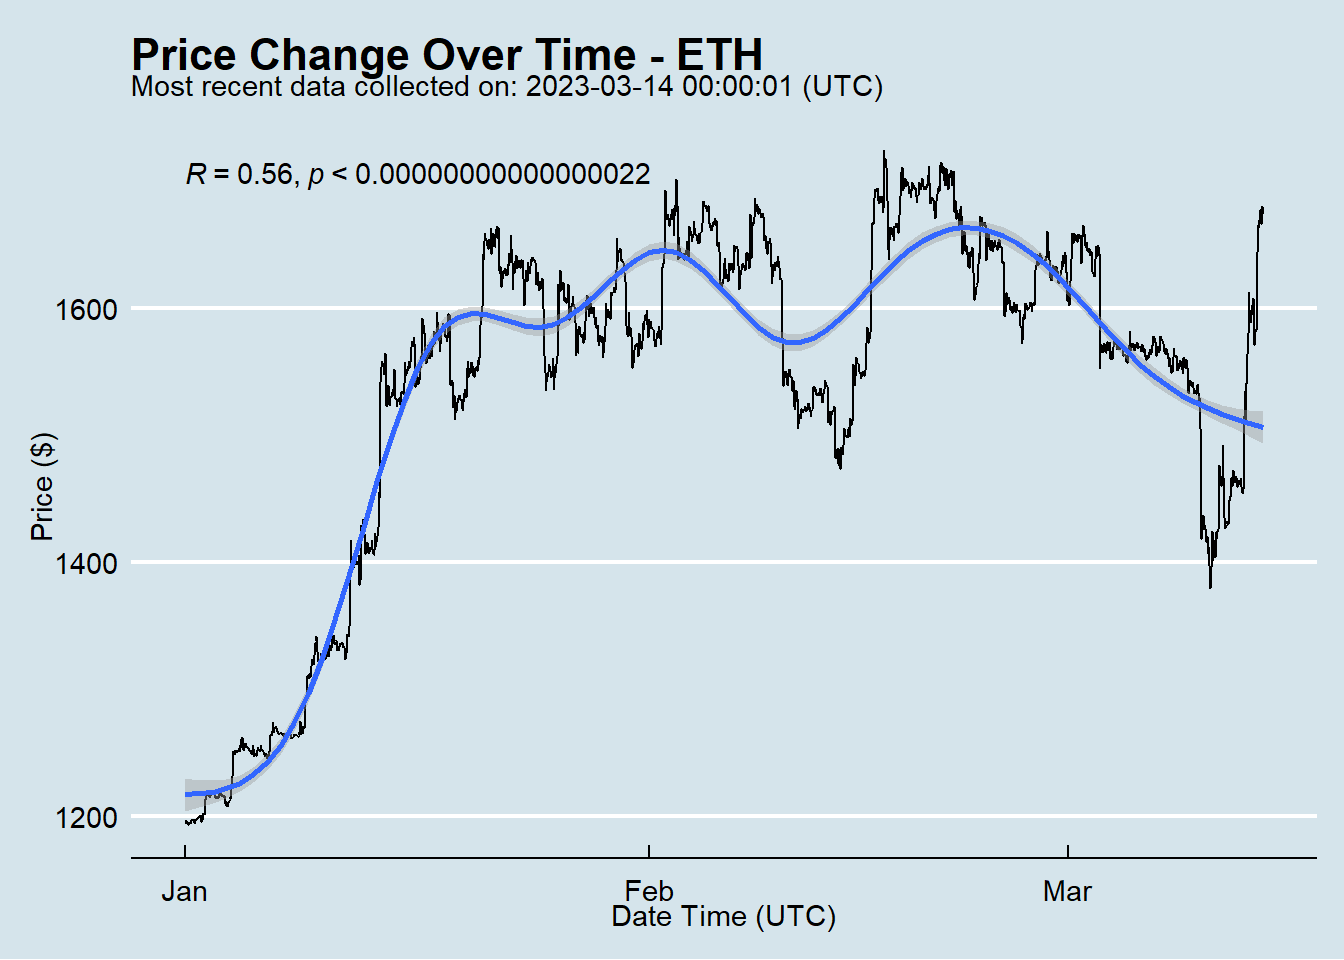 Price Change Over Time - ETH
Most recent data collected on: 2023-03-14 00:00:01 (UTC)
R = 0.56, p < 0.00000000000000022
Price ($)
1600
1400
1200
Jan Feb Mar
Date Time (UTC)